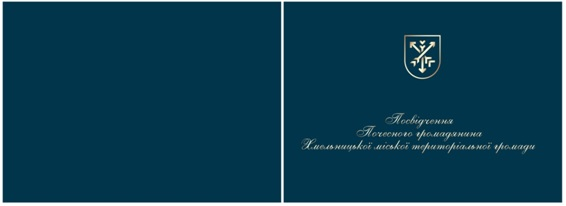 Посвідчення
Почесного громадянина
Хмельницької міської територіальної громади